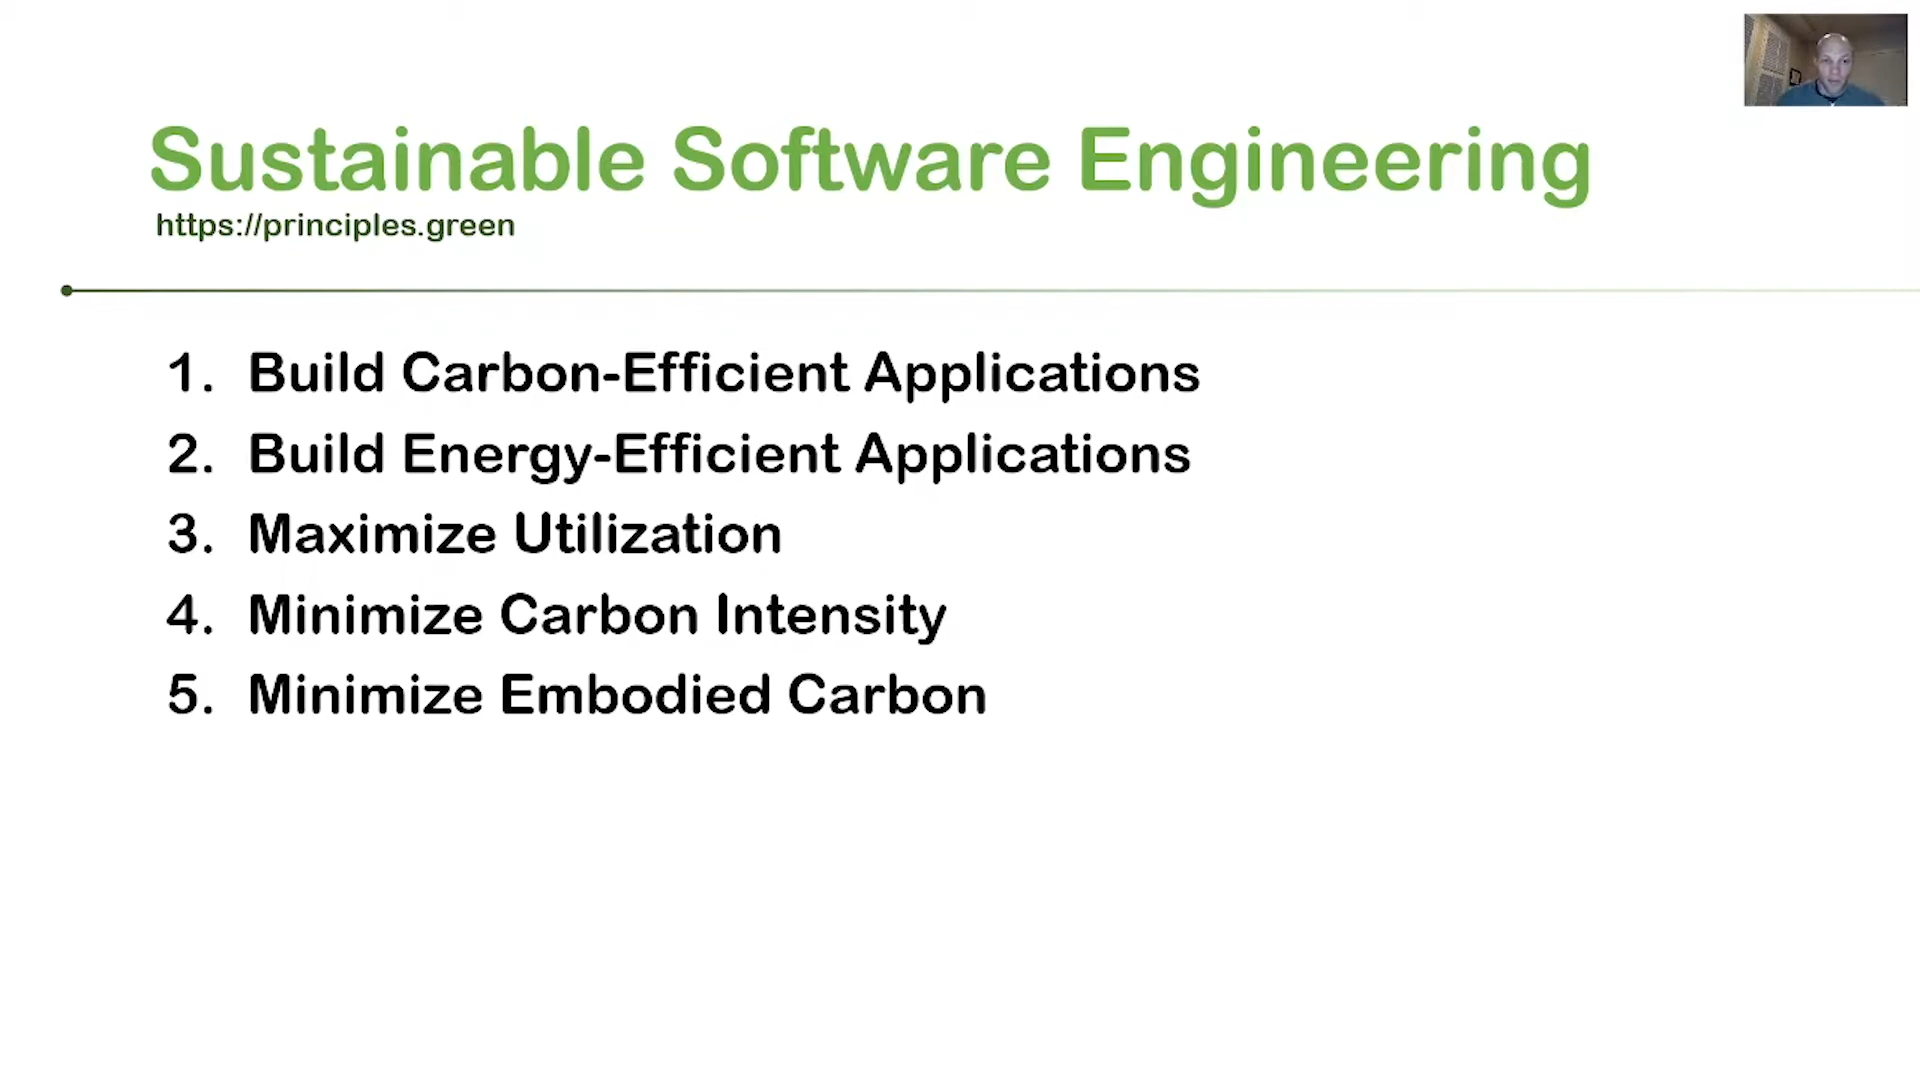 Sustainable Software Engineering
https://principles.green
1. Build Carbon-Efficient Applications
2. Build Energy-Efficient Applications
3. Maximize Utilization
4. Minimize Carbon Intensity
5. Minimize Embodied Carbon